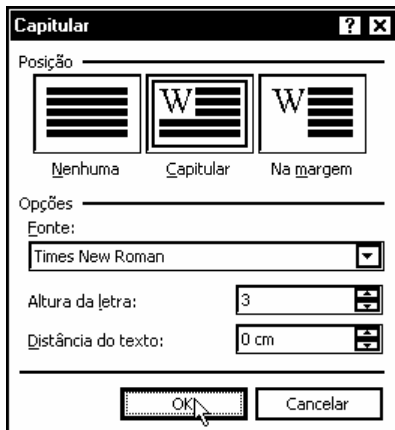 Capitular
Posição
W W
Nenhuma Capitular Na margem
Opções
Fonte:
Times New Roman
Altura da letra: 3
Distância do texto: 0 cm
OK Cancelar